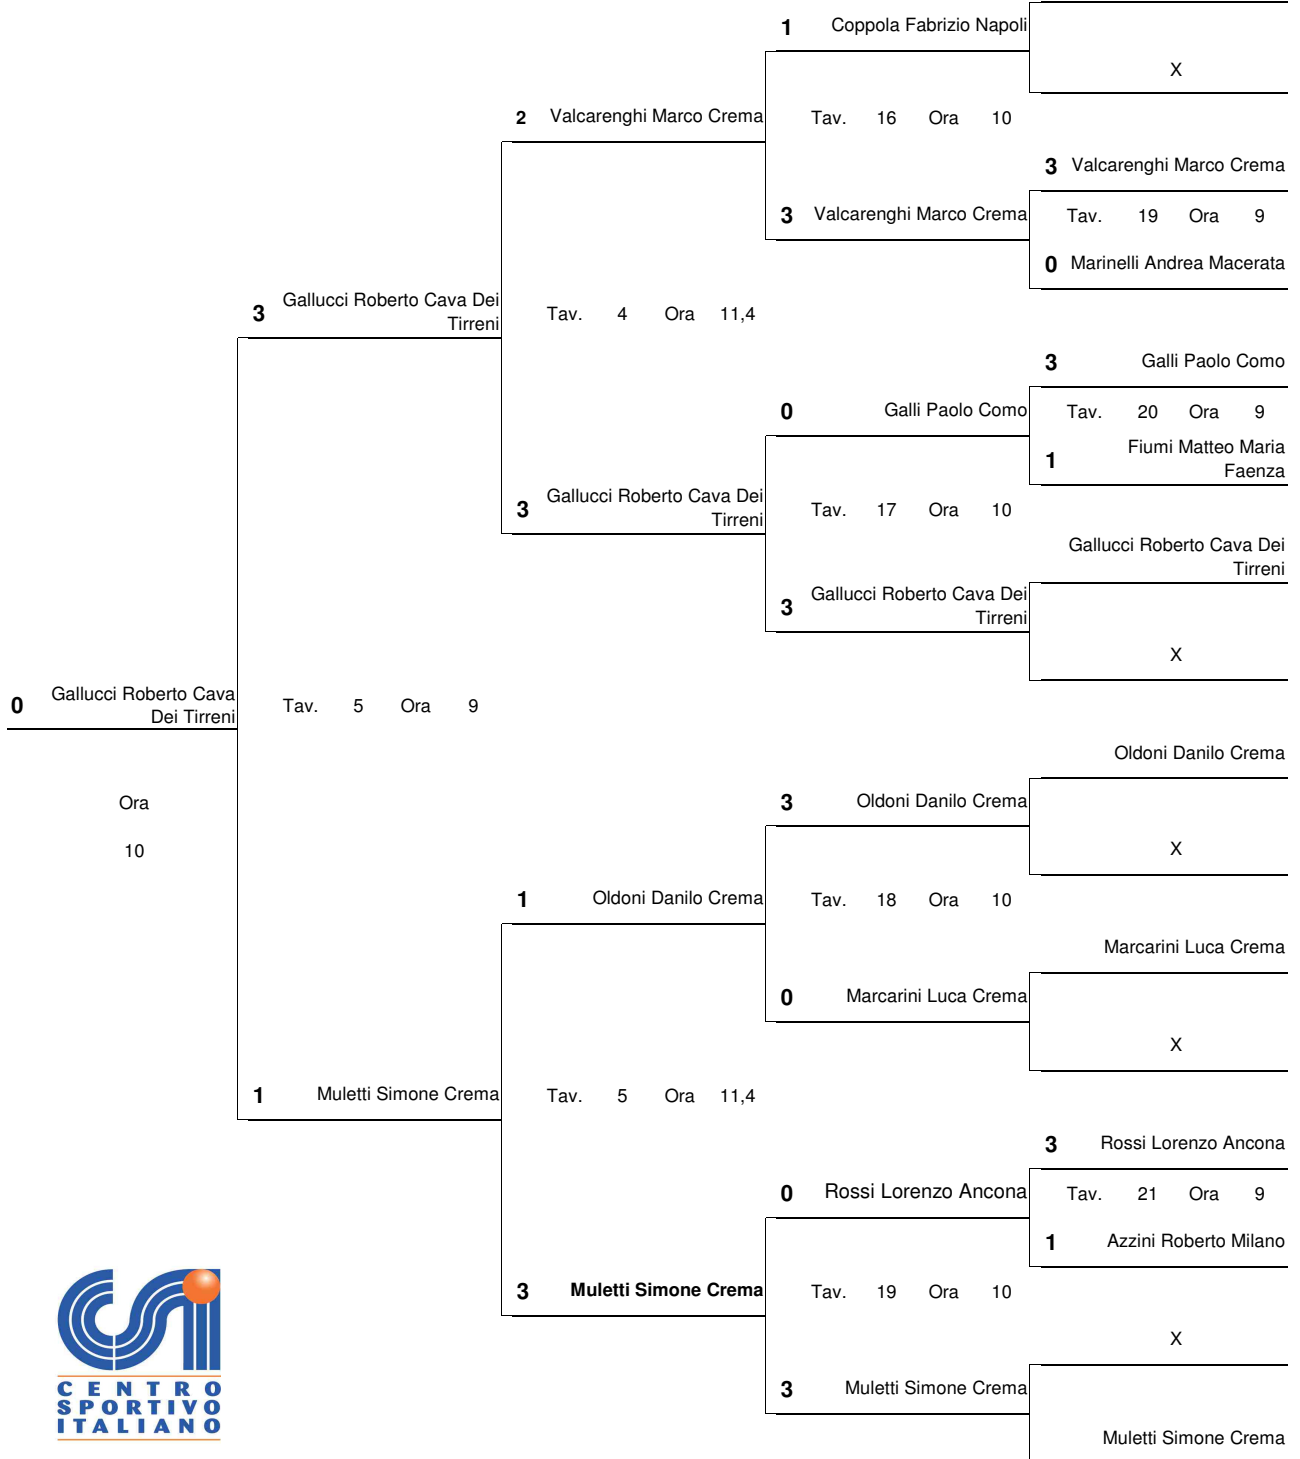 1 Coppola Fabrizio Napoli
X
2 Valcarenghi Marco Crema
Tav. 16 Ora 10
3 Valcarenghi Marco Crema
3 Valcarenghi Marco Crema
Tav. 19 Ora 9
0 Marinelli Andrea Macerata
3 Gallucci Roberto Cava Dei
Tirreni
Tav. 4 Ora 11,4
3 Galli Paolo Como
0 Galli Paolo Como
Tav. 20 Ora 9
1 Fiumi Matteo Maria
Faenza
3 Gallucci Roberto Cava Dei
Tirreni
Tav. 17 Ora 10
Gallucci Roberto Cava Dei
Tirreni
3 Gallucci Roberto Cava Dei
Tirreni
X
0 Gallucci Roberto Cava
Dei Tirreni
Tav. 5 Ora 9
Oldoni Danilo Crema
Ora
10
3 Oldoni Danilo Crema
X
1 Oldoni Danilo Crema
Tav. 18 Ora 10
Marcarini Luca Crema
0 Marcarini Luca Crema
X
1 Muletti Simone Crema
Tav. 5 Ora 11,4
3 Rossi Lorenzo Ancona
0 Rossi Lorenzo Ancona
Tav. 21 Ora 9
1 Azzini Roberto Milano
3 Muletti Simone Crema
Tav. 19 Ora 10
X
3 Muletti Simone Crema
Muletti Simone Crema
CSI
CENTRO
SPORTIVO
ITALIANO